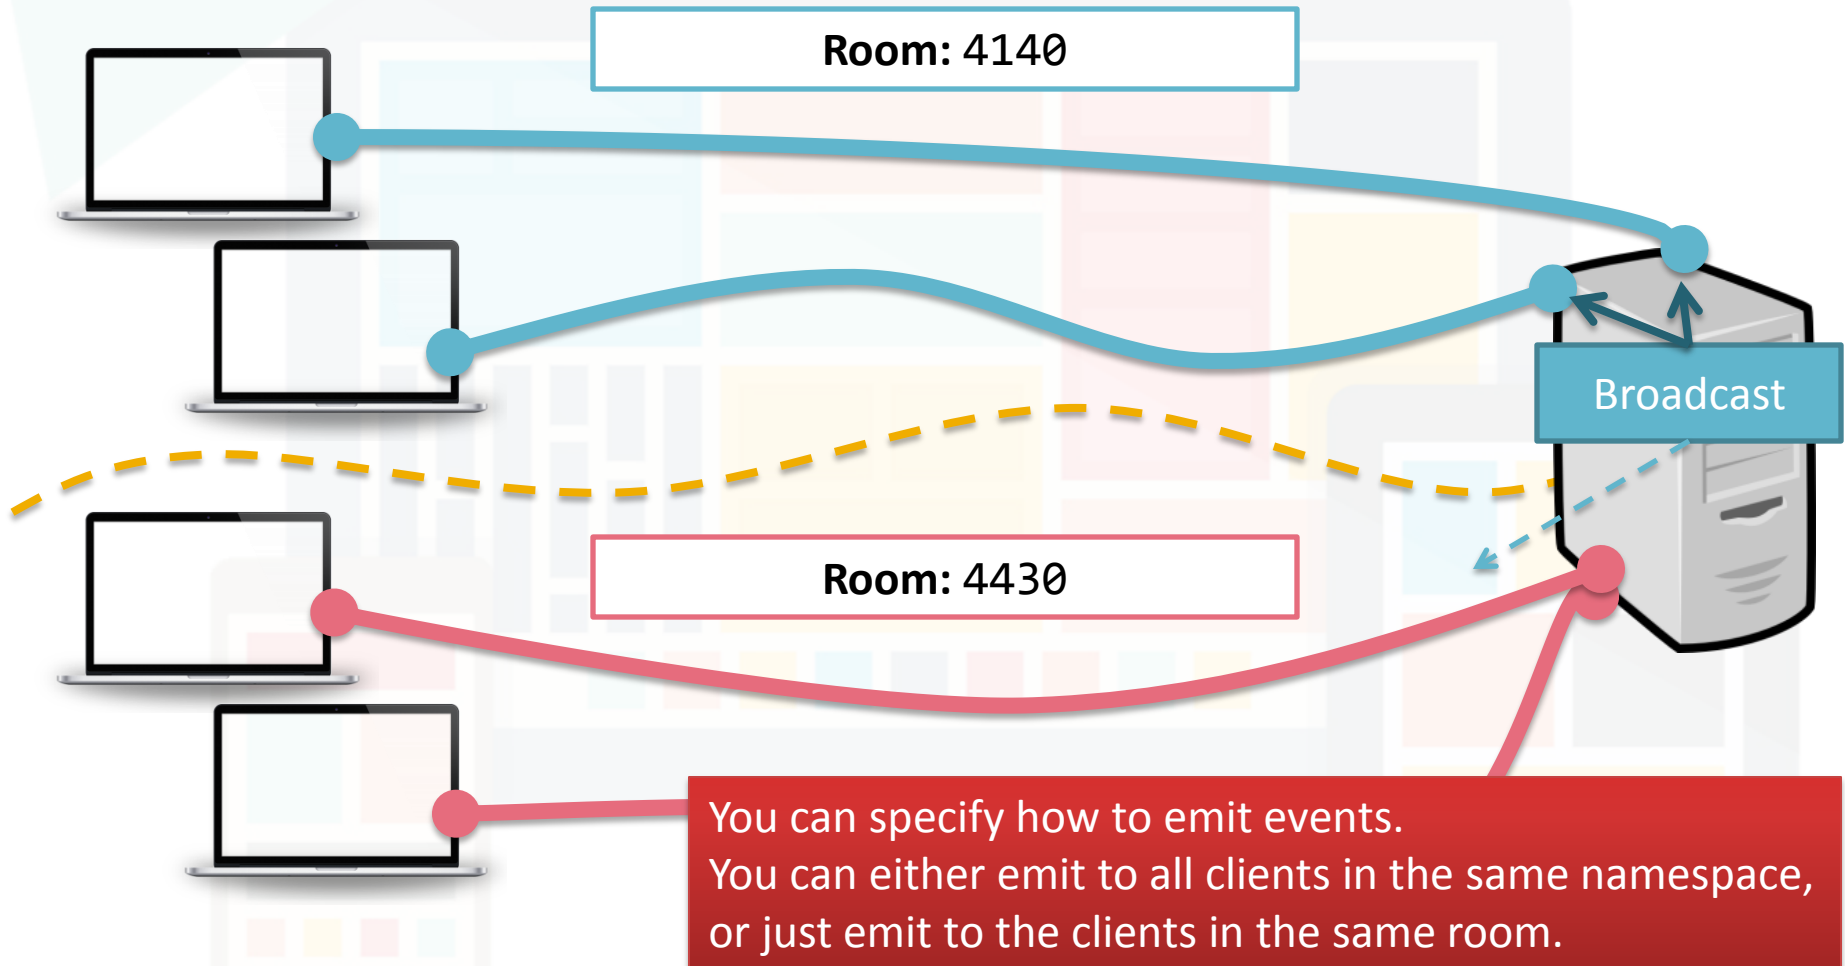 Room: 4140
Broadcast
Room: 4430
You can specify how to emit events.
You can either emit to all clients in the same namespace,
or just emit to the clients in the same room.